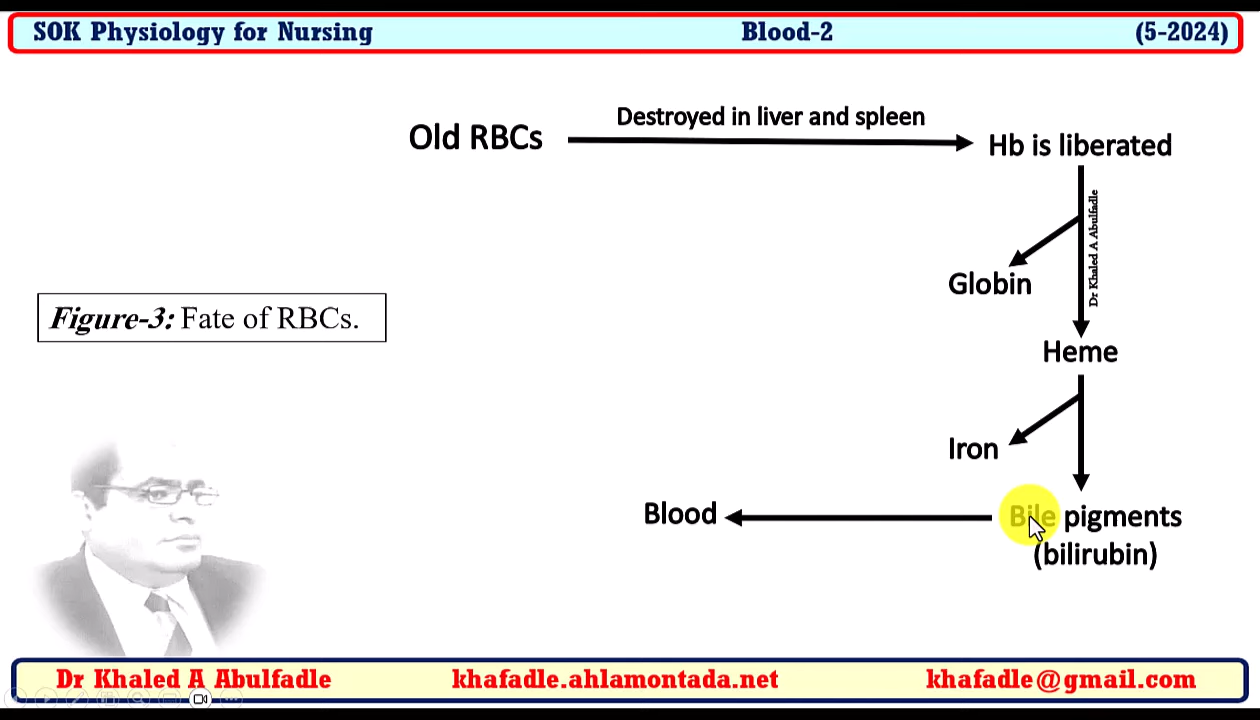 SOK Physiology for Nursing Blood-2 (5-2024)
Destroyed in liver and spleen
Old RBCs
Hb is liberated
Dr Khaled A Abulfadle
Globin
Figure-3: Fate of RBCs.
Heme
Iron
Blood
Bile pigments
(bilirubin)
Dr Khaled A Abulfadle khafadle.ahlamontada.net khafadle@gmail.com